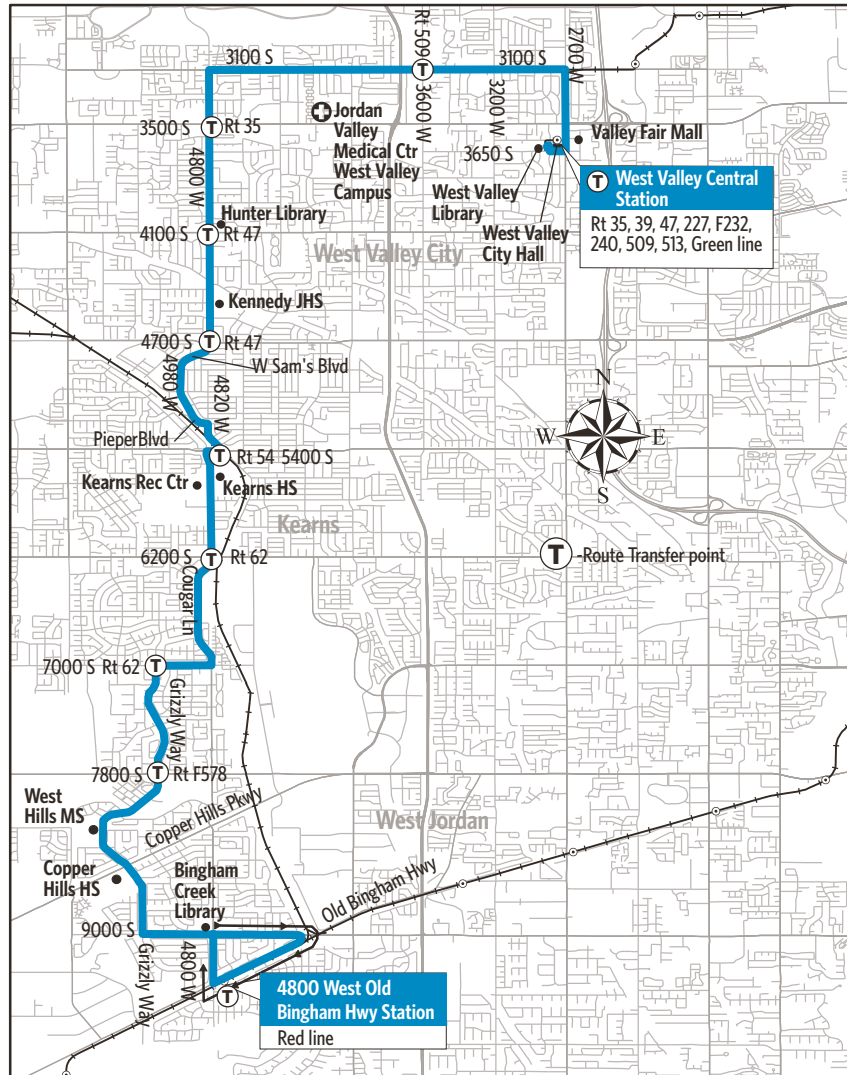 Rt 509
3100 S
3100 S
2700 W
3600 W
3200 W
3500 S
Rt 35
Jordan
Valley
Medical Ctr
West Valley
Campus
Valley Fair Mall
3650 S
4800 W
West Valley
Library
T West Valley Central
Station
Rt 35, 39, 47, 227, F232,
240, 509, 513, Green line
West Valley
City Hall
Hunter Library
4100 S
T
Rt 47
West Valley City
Kennedy JHS
4700 S
T
Rt 47
W Sam's Blvd
4980 W
4820 W
N
W
E
S
PieperBlvd
T
Rt 54 5400 S
Kearns Rec Ctr
Kearns HS
Kearns
6200 S
T
Rt 62
T -Route Transfer point
Cougar Ln
7000 S Rt 62
T
Grizzly Way
7800 S
T
Rt F578
West
Hills MS
Copper Hills Pkwy
West Jordan
Copper
Hills HS
Bingham
Creek
Library
Old Bingham Hwy
9000 S
Grizzly Way
4800 W
T
4800 West Old
Bingham Hwy Station
Red line
T
T